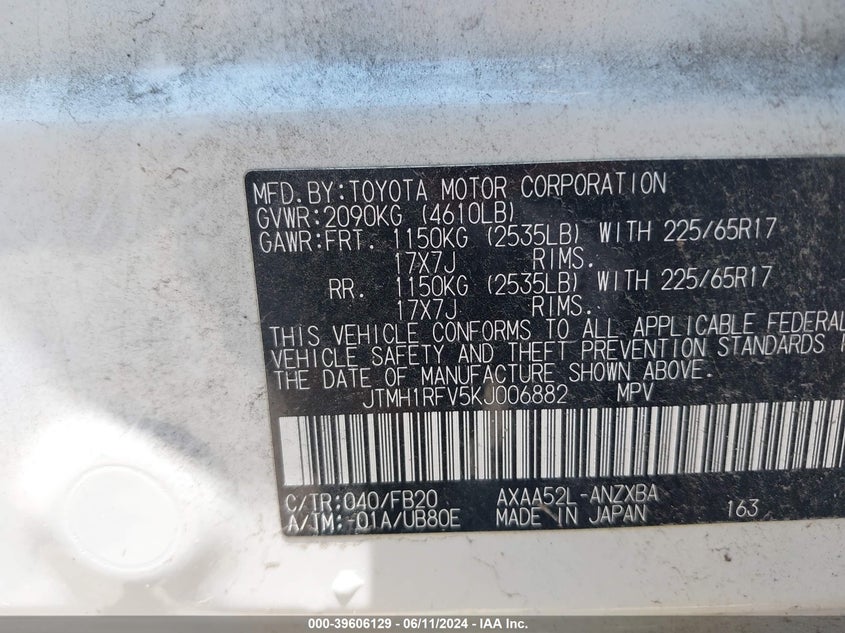 MFD. BY: TOYOTA MOTOR CORPORATION
GVWR: 2090KG (4610LB)
GAWR: FRT. 1150KG (2535LB) WITH 225/65R17
17X7J RIMS.
RR. 1150KG (2535LB) WITH 225/65R17
17X7J RIMS.
THIS VEHICLE CONFORMS TO ALL APPLICABLE FEDERAL
VEHICLE SAFETY AND THEFT PREVENTION STANDARDS
THE DATE OF MANUFACTURE SHOWN ABOVE.
JTMH1RFV5KJ006882 MPV
C/TR: 040/FB20 AXAA52L-ANZXBA
A/TM: -01A/UB80E MADE IN JAPAN 163
000-39606129 - 06/11/2024 - IAA Inc.